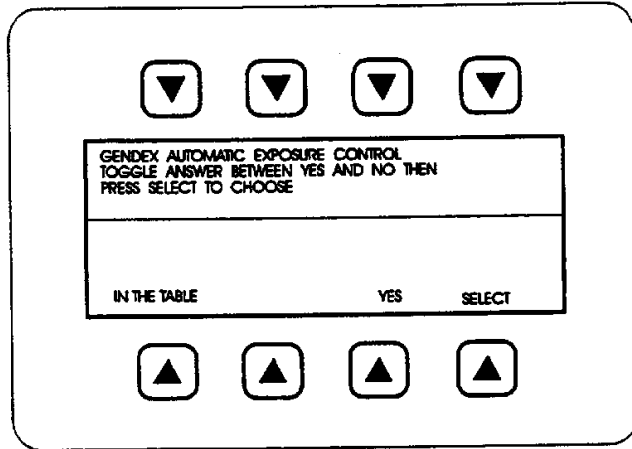 GENDEX AUTOMATIC EXPOSURE CONTROL
TOGGLE ANSWER BETWEEN YES AND NO THEN
PRESS SELECT TO CHOOSE
IN THE TABLE YES SELECT